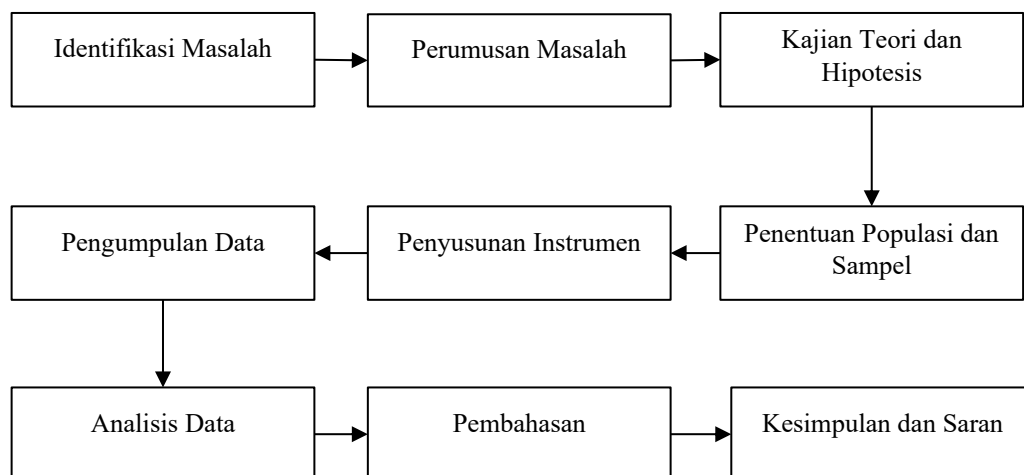 Identifikasi Masalah
Perumusan Masalah
Kajian Teori dan
Hipotesis
Penentuan Populasi dan
Sampel
Penyusunan Instrumen
Pengumpulan Data
Analisis Data
Pembahasan
Kesimpulan dan Saran